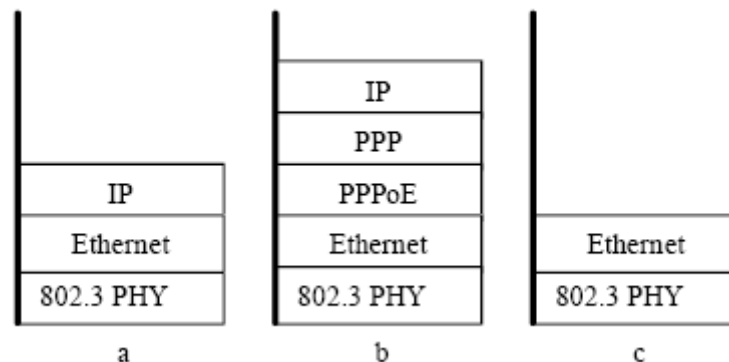 IP
Ethernet
802.3 PHY
a
IP
PPP
PPPoE
Ethernet
802.3 PHY
b
Ethernet
802.3 PHY
c